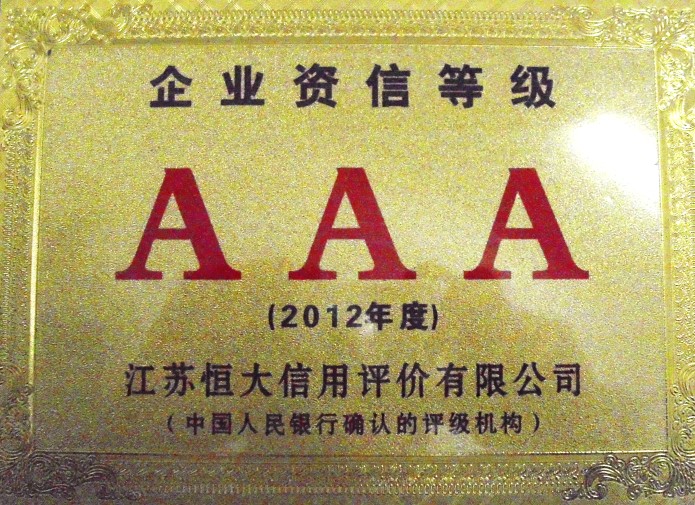 企业资信等级
AAA
(2012年度)
江苏恒大信用评价有限公司
(中国人民银行确认的评级机构)